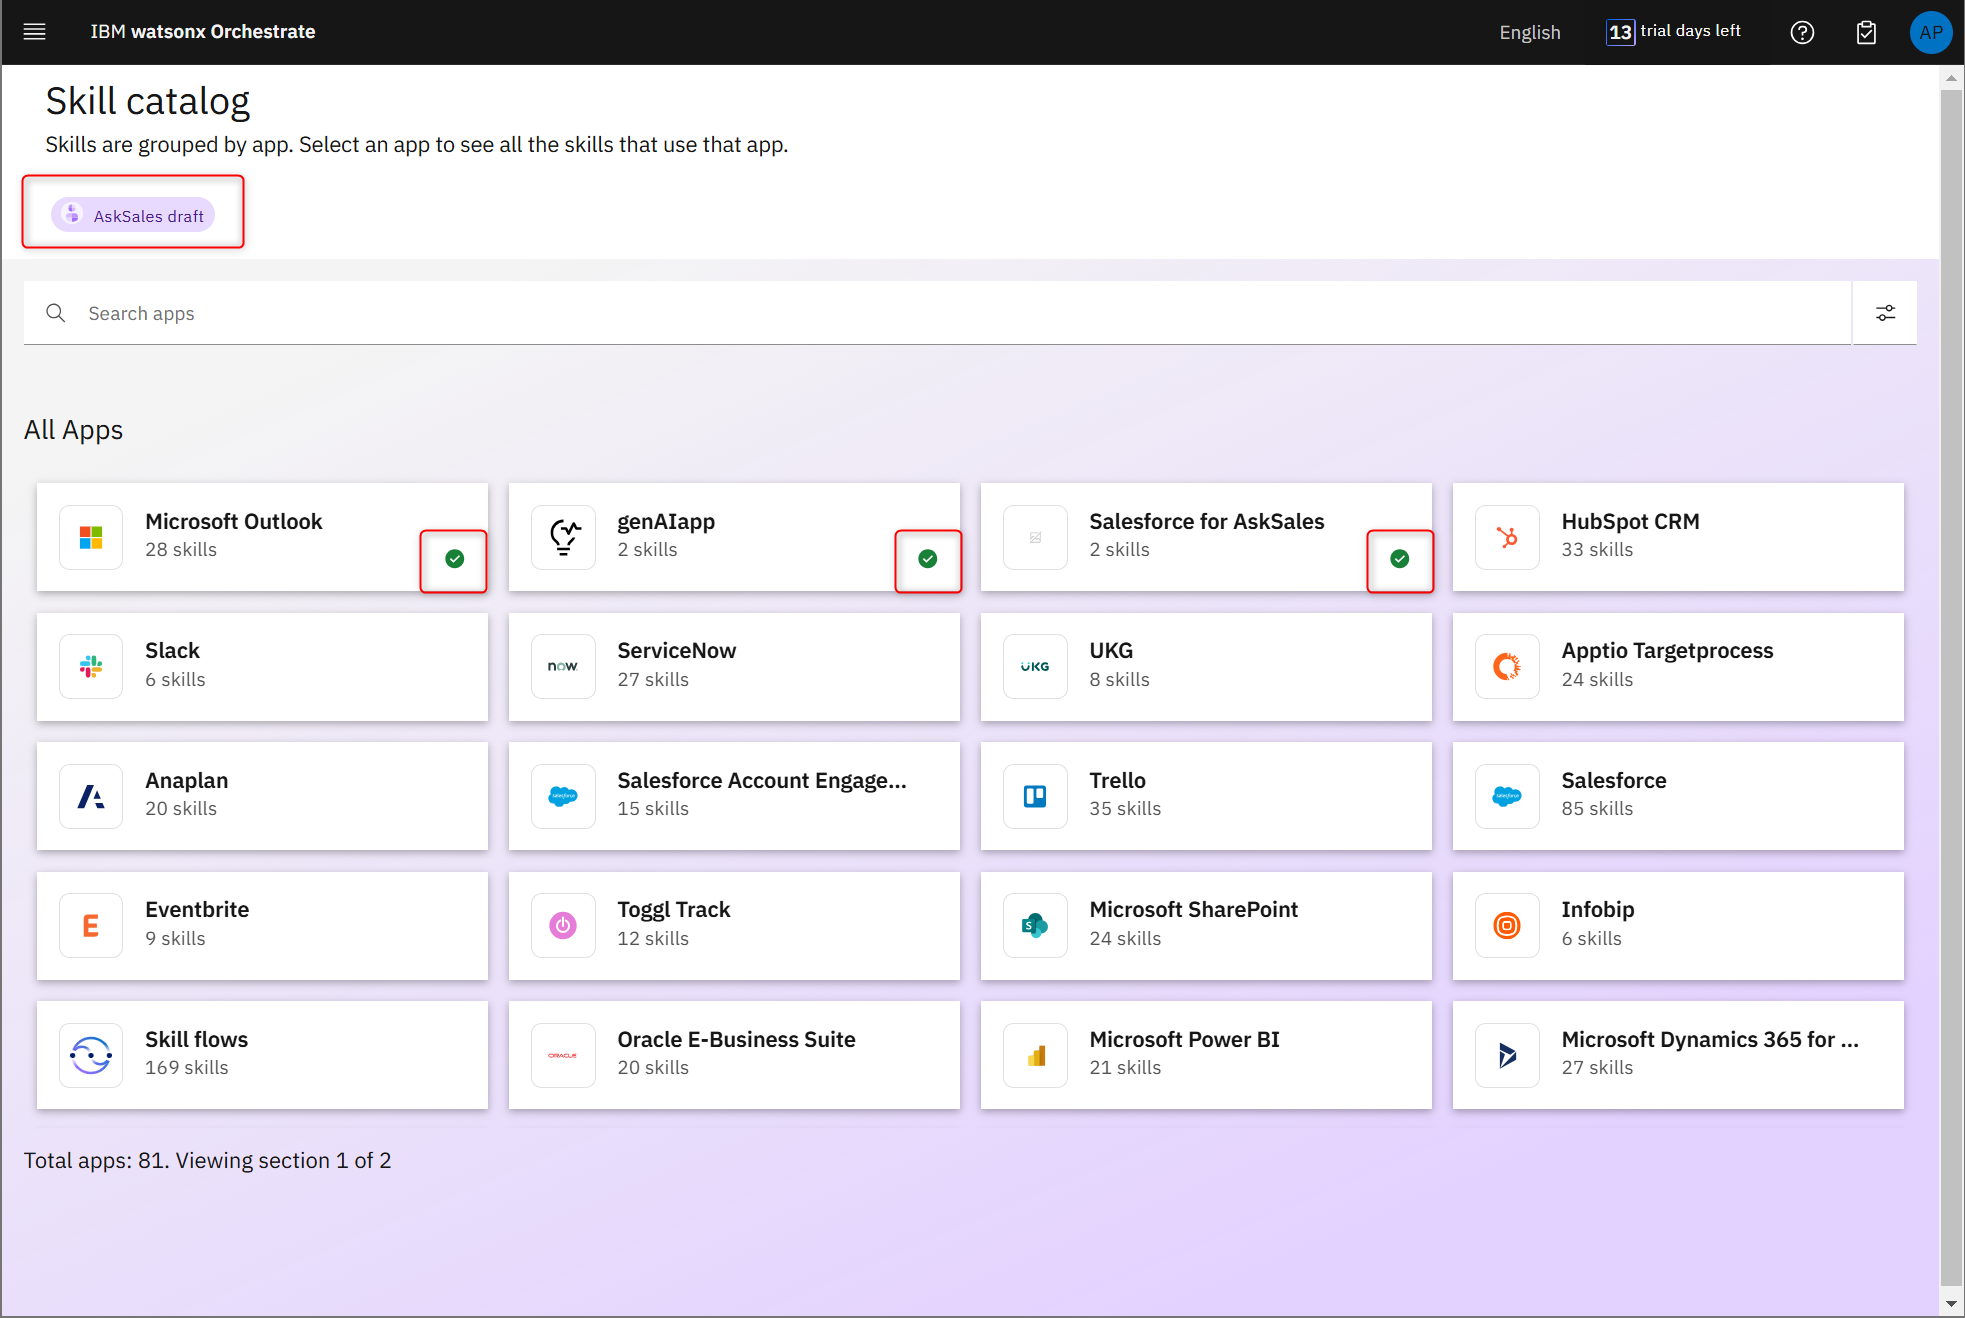 IBM watsonx Orchestrate
English
13 trial days left
AP
Skill catalog
Skills are grouped by app. Select an app to see all the skills that use that app.
AskSales draft
Search apps
All Apps
Microsoft Outlook
28 skills
genAIapp
2 skills
Salesforce for AskSales
2 skills
HubSpot CRM
33 skills
Slack
6 skills
now
ServiceNow
27 skills
UKG
UKG
8 skills
Apptio Targetprocess
24 skills
Anaplan
20 skills
salesforce
Salesforce Account Engage...
15 skills
Trello
35 skills
salesforce
Salesforce
85 skills
E
Eventbrite
9 skills
Toggl Track
12 skills
S
Microsoft SharePoint
24 skills
Infobip
6 skills
Skill flows
169 skills
ORACLE
Oracle E-Business Suite
20 skills
Microsoft Power BI
21 skills
Microsoft Dynamics 365 for ...
27 skills
Total apps: 81. Viewing section 1 of 2